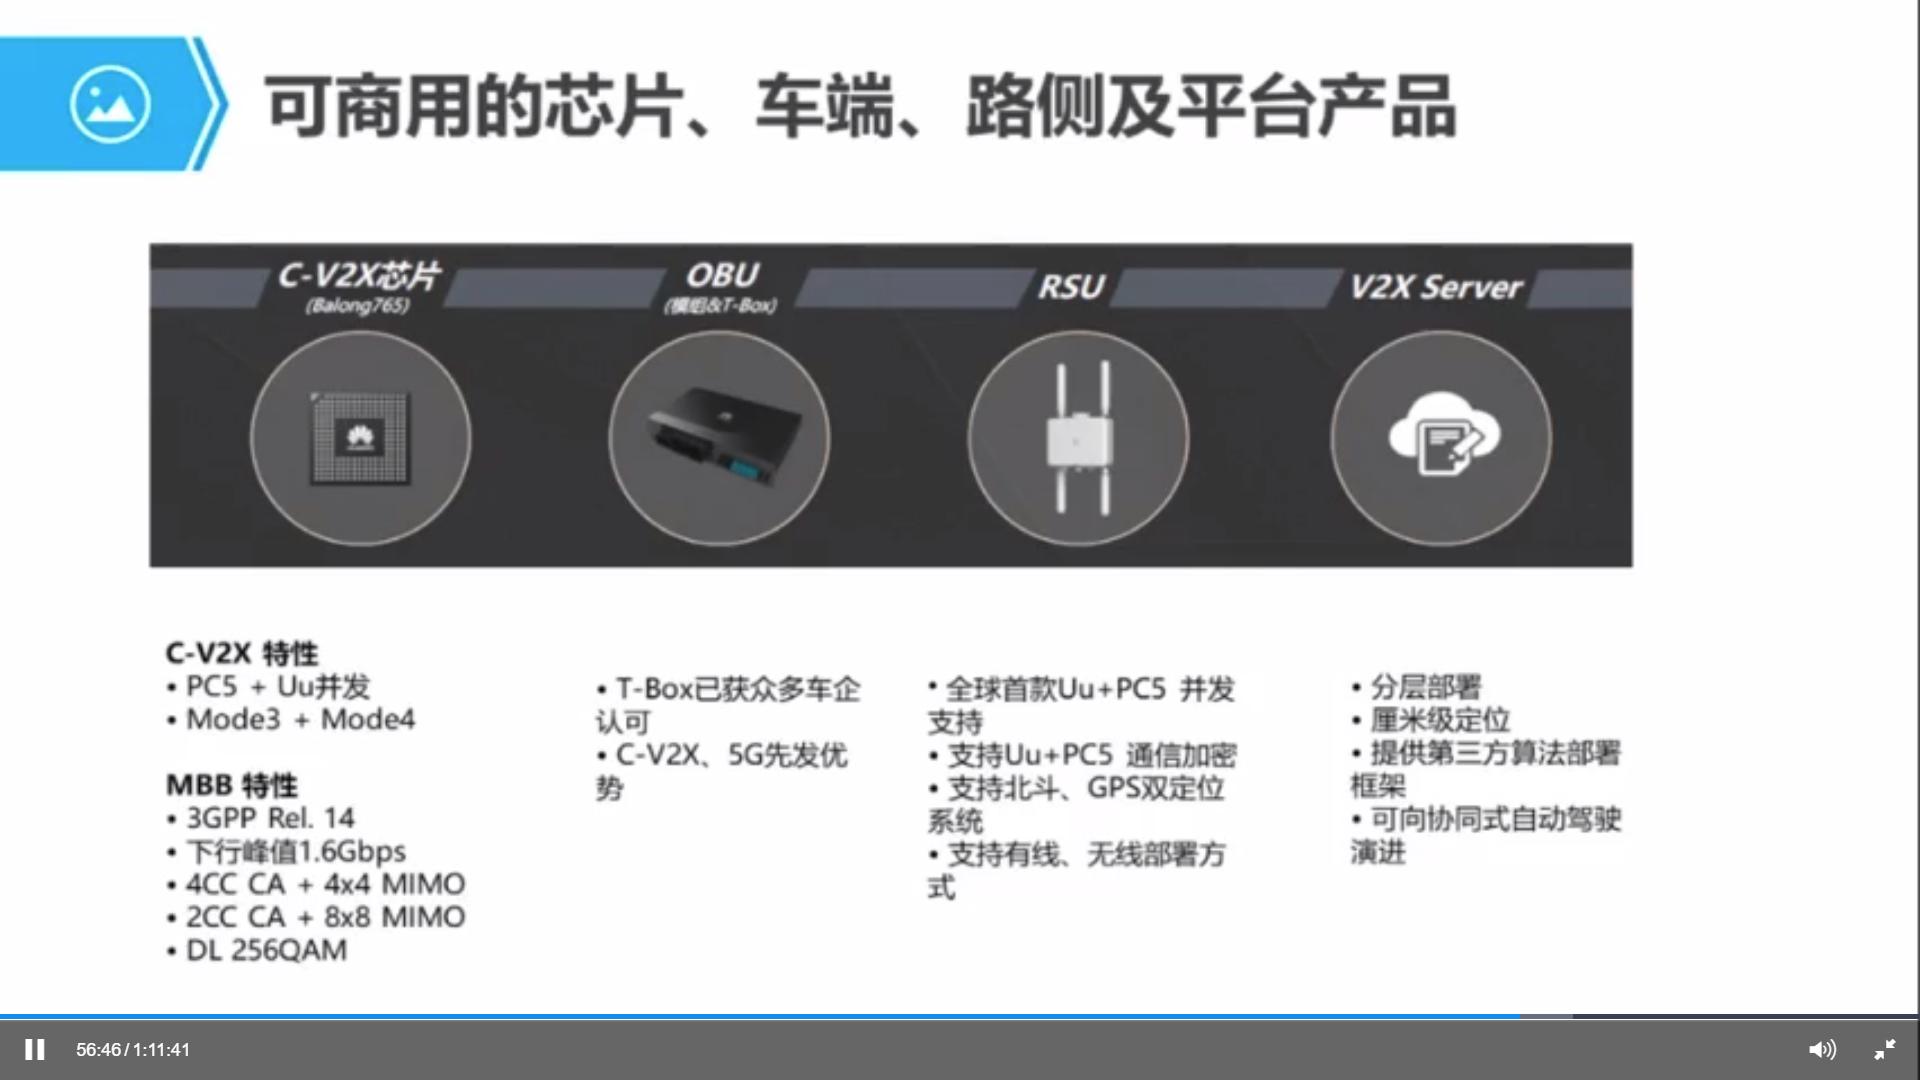 可商用的芯片、车端、路侧及平台产品
C-V2X芯片
(Balong765)
OBU
(模组&T-Box)
RSU
V2X Server
C-V2X 特性
• PC5 + Uu并发
• Mode3 + Mode4
MBB 特性
• 3GPP Rel. 14
• 下行峰值1.6Gbps
• 4CC CA + 4x4 MIMO
• 2CC CA + 8x8 MIMO
• DL 256QAM
• T-Box已获众多车企
认可
• C-V2X、5G先发优
势
• 全球首款Uu+PC5 并发
支持
• 支持Uu+PC5 通信加密
• 支持北斗、GPS双定位
系统
• 支持有线、无线部署方
式
• 分层部署
• 厘米级定位
• 提供第三方算法部署
框架
• 可向协同式自动驾驶
演进
56:46/1:11:41